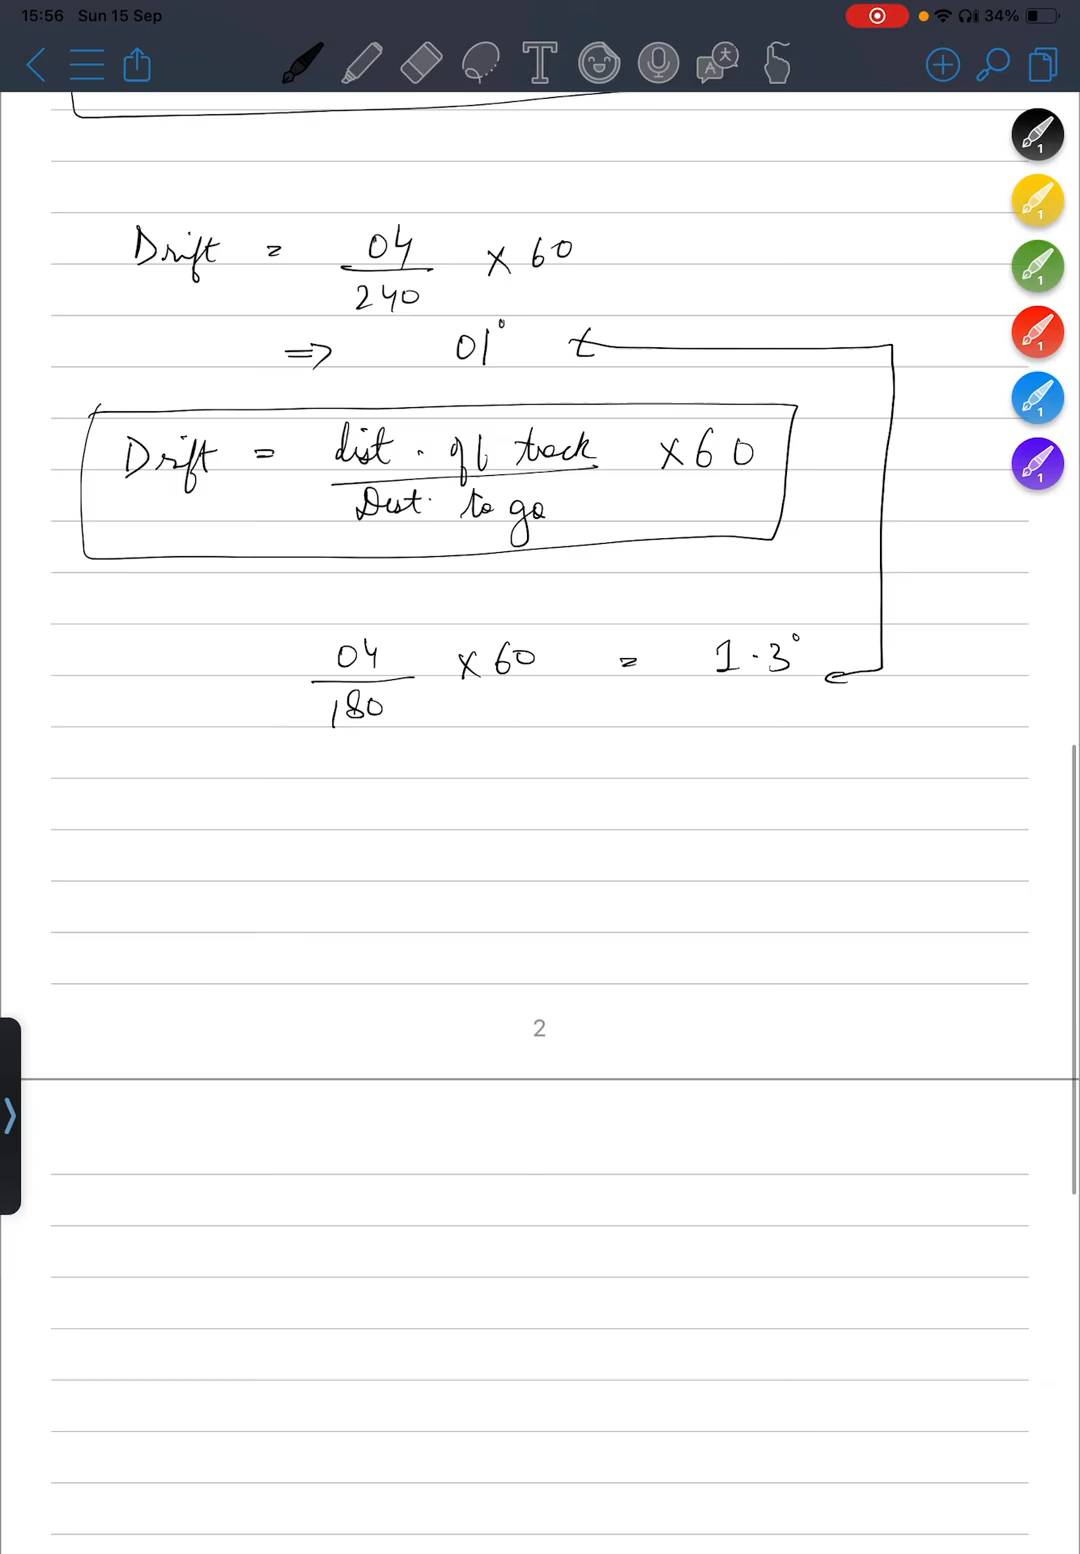 15:56 Sun 15 Sep 34%
Drift = 04/240 × 60
⇒ 01°
Drift = dist. off track / Dist. to go × 60
04/180 × 60 = 1.3°
2